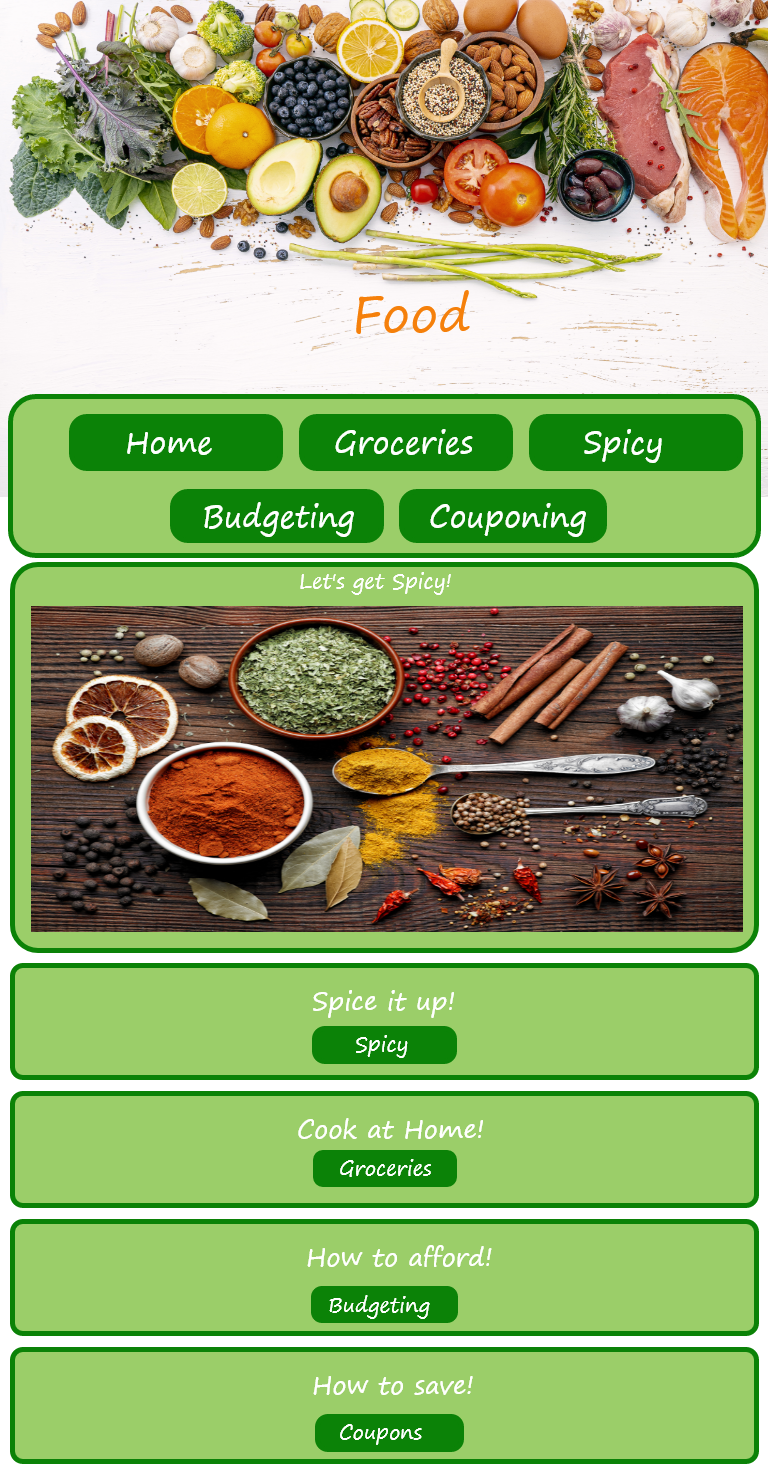 Food
Home Groceries Spicy
Budgeting Couponing
Let's get Spicy!
Spice it up!
Spicy
Cook at Home!
Groceries
How to afford!
Budgeting
How to save!
Coupons